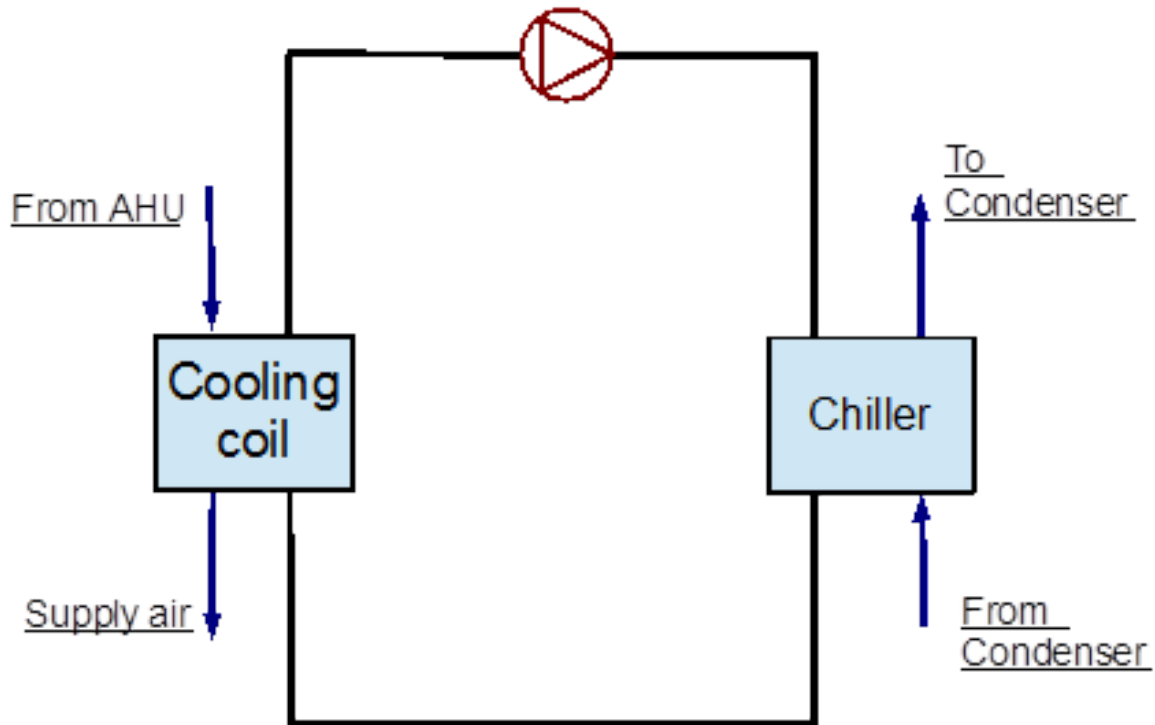 To
Condenser
From AHU
Cooling
coil
Chiller
Supply air
From
Condenser